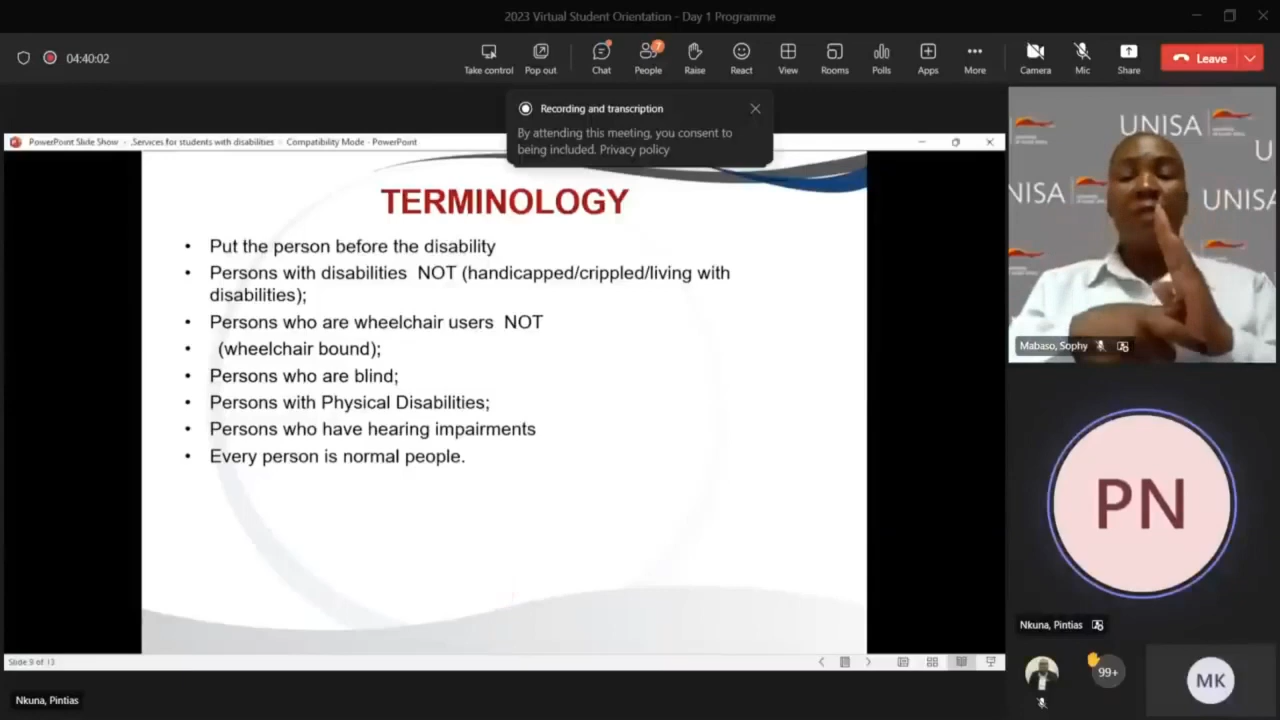 2023 Virtual Student Orientation - Day 1 Programme
04:40:02
Take control
Pop out
Chat
7
People
Raise
React
View
Rooms
Polls
Apps
More
Camera
Mic
Share
Leave
Recording and transcription
By attending this meeting, you consent to
being included. Privacy policy
PowerPoint Slide Show - .Services for students with disabilities - Compatibility Mode - PowerPoint
TERMINOLOGY
• Put the person before the disability
• Persons with disabilities NOT (handicapped/crippled/living with
disabilities);
• Persons who are wheelchair users NOT
• (wheelchair bound);
• Persons who are blind;
• Persons with Physical Disabilities;
• Persons who have hearing impairments
• Every person is normal people.
Slide 9 of 13
Nkuna, Pintias
UNISA
U
NISA
UNISA
Mabaso, Sophy
PN
Nkuna, Pintias
99+
MK